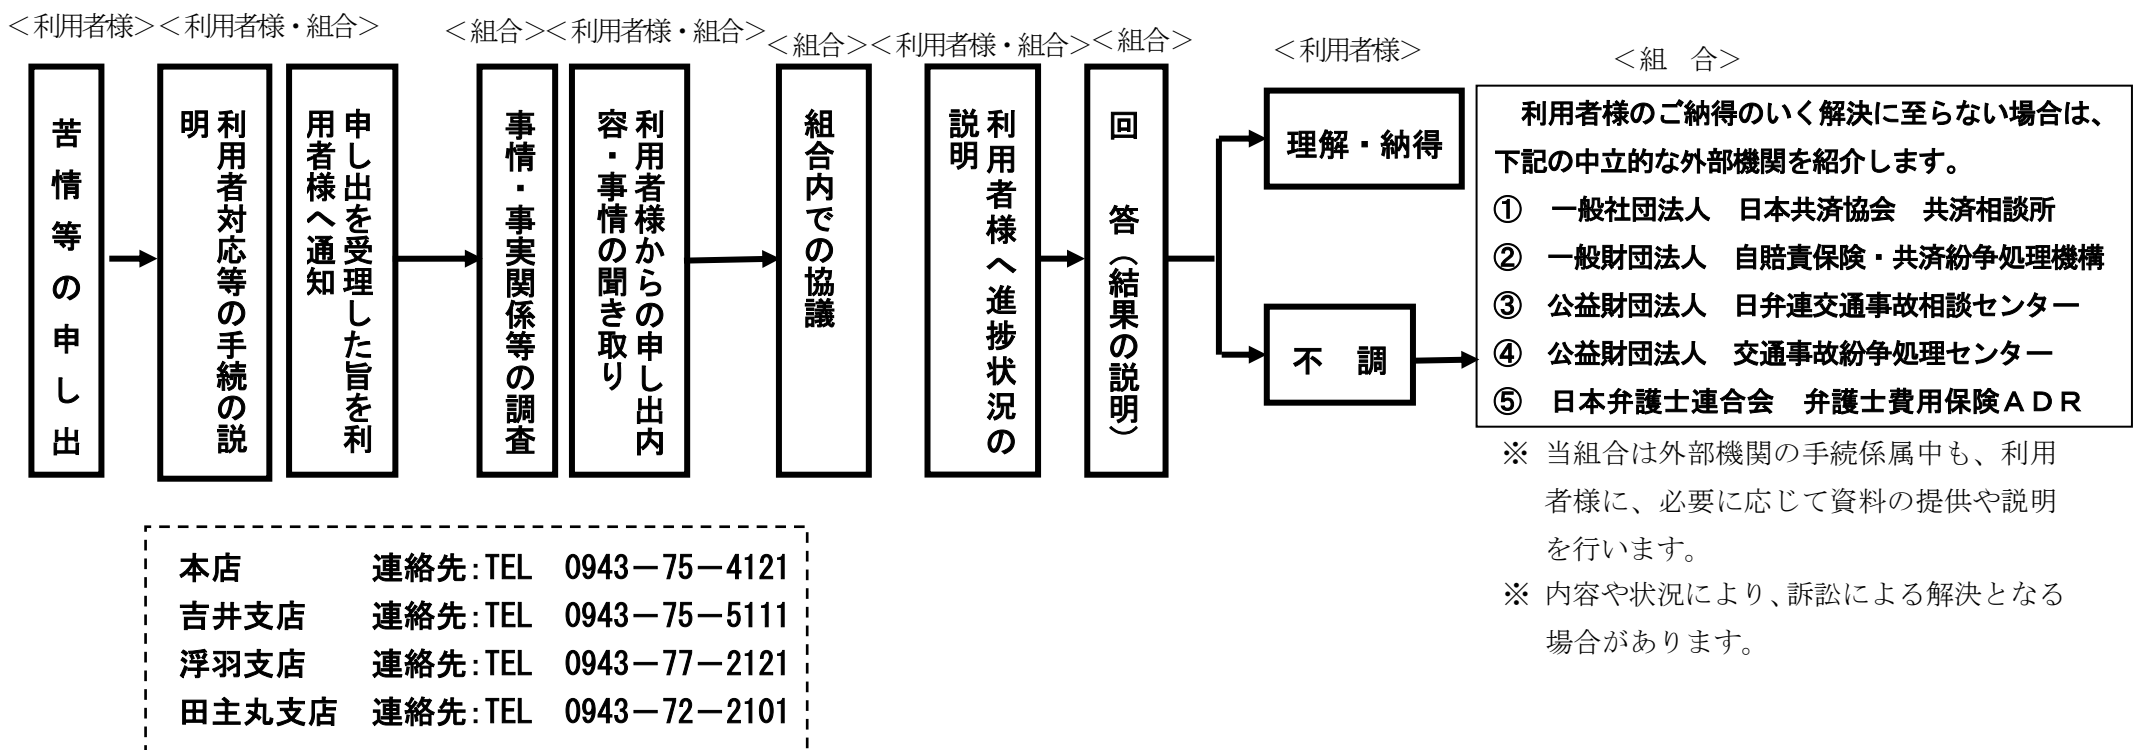 ＜利用者様＞
＜利用者様・組合＞
＜組合＞
＜利用者様・組合＞
＜組合＞
＜利用者様・組合＞
＜組合＞
＜利用者様＞
＜組　合＞
苦情等の申し出
利用者対応等の手続の説
明
申し出を受理した旨を利
用者様へ通知
事情・事実関係等の調査
利用者様からの申し出内
容・事情の聞き取り
組合内での協議
利用者様へ進捗状況の
説明
回　答（結果の説明）
理解・納得
不　調
利用者様のご納得のいく解決に至らない場合は、
下記の中立的な外部機関を紹介します。
①　一般社団法人　日本共済協会　共済相談所
②　一般財団法人　自賠責保険・共済紛争処理機構
③　公益財団法人　日弁連交通事故相談センター
④　公益財団法人　交通事故紛争処理センター
⑤　日本弁護士連合会　弁護士費用保険ＡＤＲ
※ 当組合は外部機関の手続係属中も、利用
者様に、必要に応じて資料の提供や説明
を行います。
※ 内容や状況により、訴訟による解決となる
場合があります。
本店　連絡先：TEL　0943－75－4121
吉井支店　連絡先：TEL　0943－75－5111
浮羽支店　連絡先：TEL　0943－77－2121
田主丸支店　連絡先：TEL　0943－72－2101